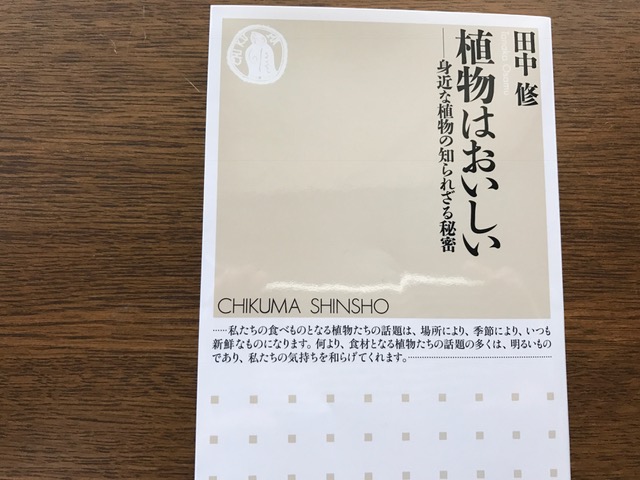 田中 修
植物はおいしい
──身近な植物の知られざる秘密
CHIKUMA SHINSHO
……私たちの食べものとなる植物たちの話題は、場所により、季節により、いつも
新鮮なものになります。何より、食材となる植物たちの話題の多くは、明るいもの
であり、私たちの気持ちを和らげてくれます。……………………